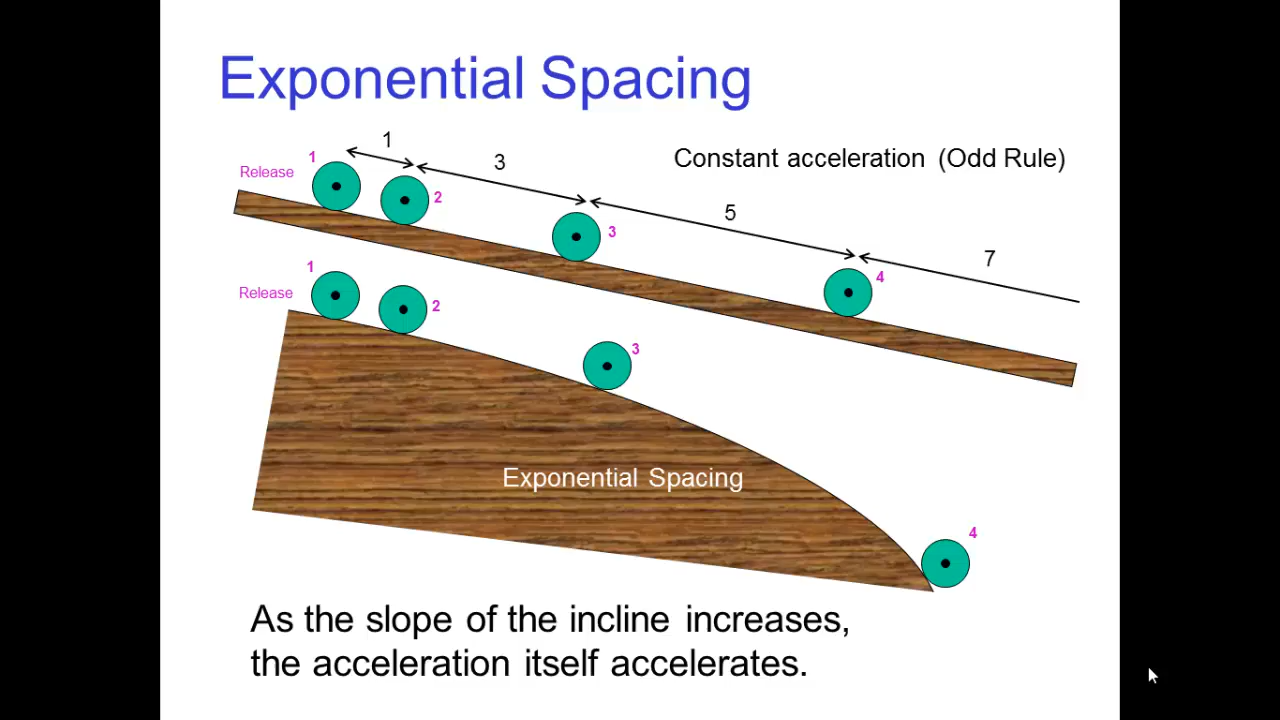 Exponential Spacing
1
3
Constant acceleration (Odd Rule)
Release
1
2
5
3
7
4
Release
1
2
3
Exponential Spacing
4
As the slope of the incline increases,
the acceleration itself accelerates.